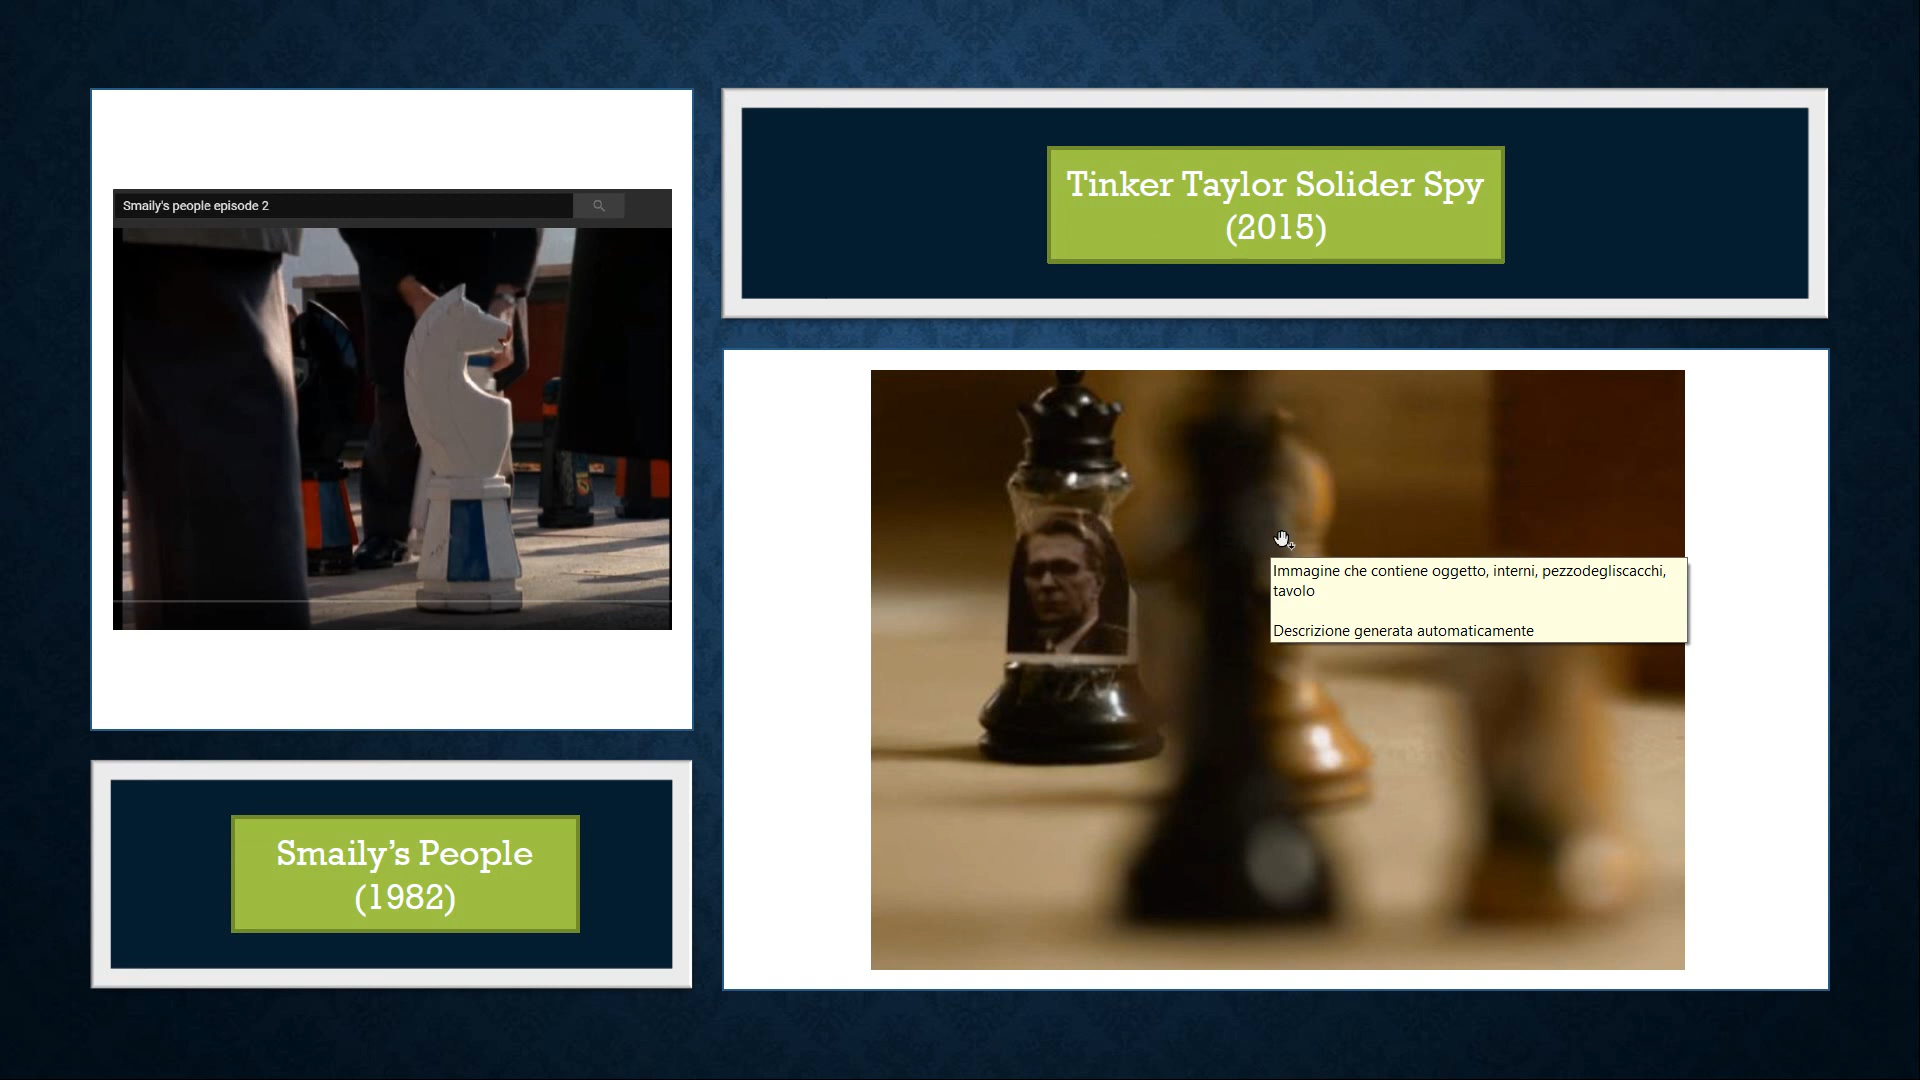 Smaily's people episode 2
Smaily’s People
(1982)
Tinker Taylor Solider Spy
(2015)
Immagine che contiene oggetto, interni, pezzodegliscacchi,
tavolo
Descrizione generata automaticamente